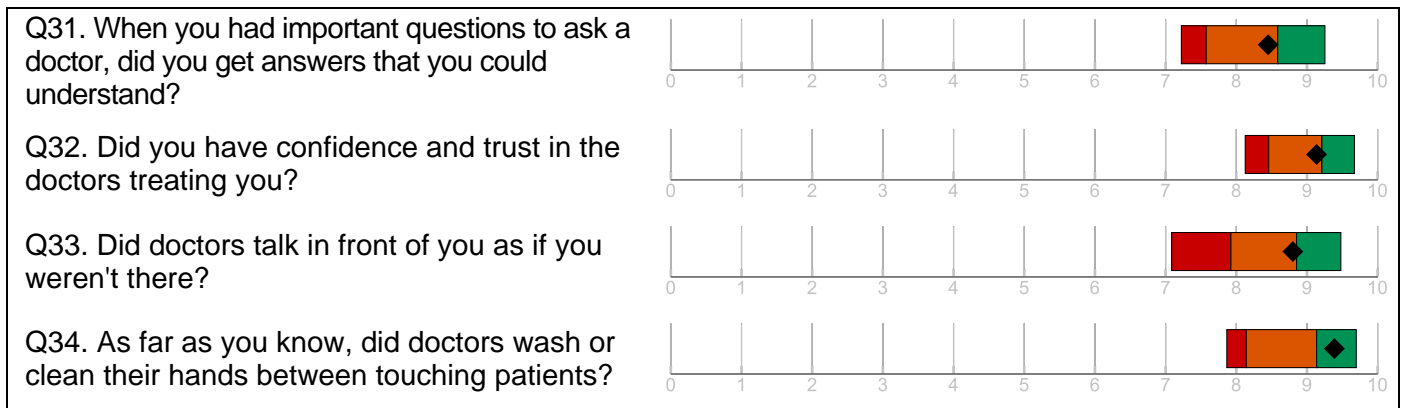 Q31. When you had important questions to ask a
doctor, did you get answers that you could
understand?
0 1 2 3 4 5 6 7 8 9 10
Q32. Did you have confidence and trust in the
doctors treating you?
0 1 2 3 4 5 6 7 8 9 10
Q33. Did doctors talk in front of you as if you
weren't there?
0 1 2 3 4 5 6 7 8 9 10
Q34. As far as you know, did doctors wash or
clean their hands between touching patients?
0 1 2 3 4 5 6 7 8 9 10